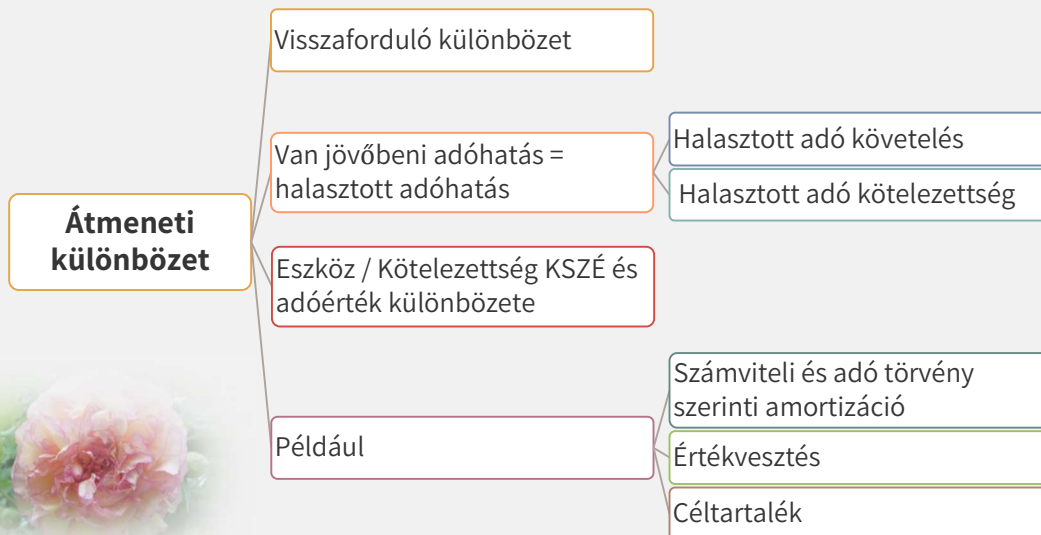 Átmeneti
különbözet
Visszaforduló különbözet
Van jövőbeni adóhatás =
halasztott adóhatás
Halasztott adó követelés
Halasztott adó kötelezettség
Eszköz / Kötelezettség KSZÉ és
adóérték különbözete
Például
Számviteli és adó törvény
szerinti amortizáció
Értékvesztés
Céltartalék